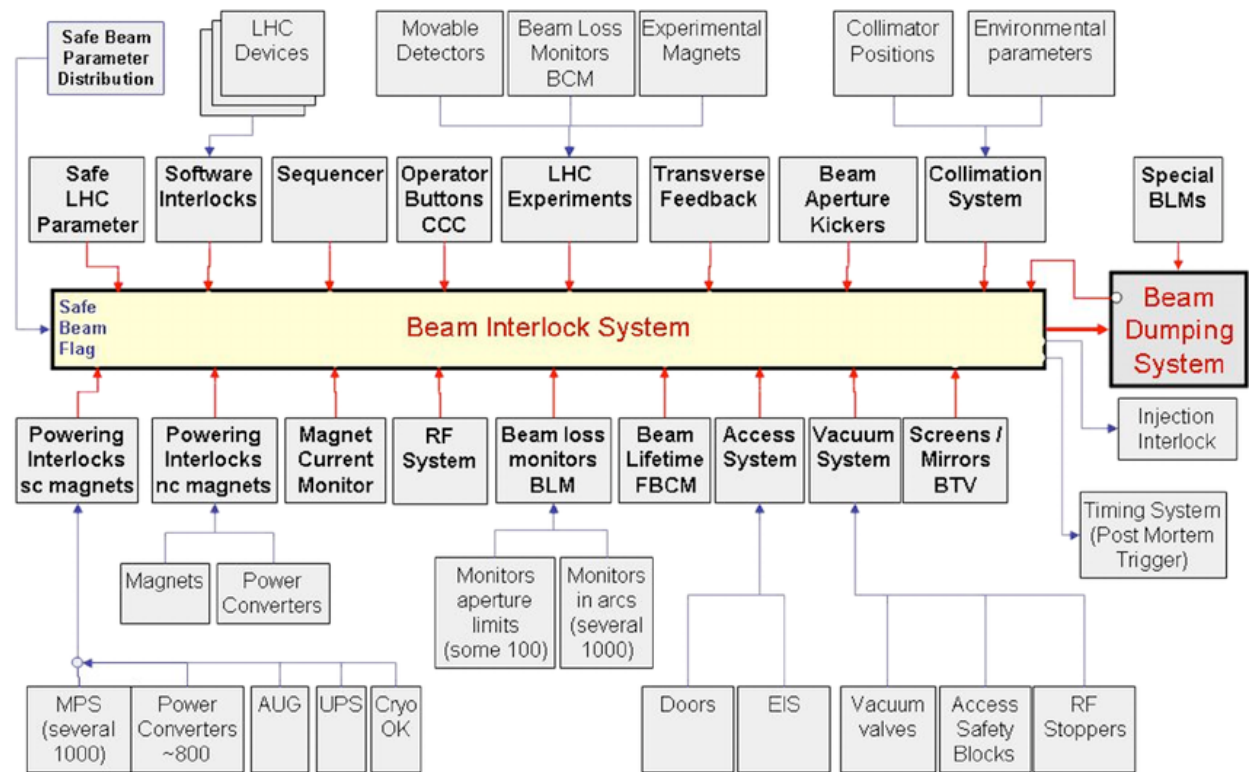 Safe Beam
Parameter
Distribution
LHC
Devices
Movable
Detectors
Beam Loss
Monitors
BCM
Experimental
Magnets
Collimator
Positions
Environmental
parameters
Safe
LHC
Parameter
Software
Interlocks
Sequencer
Operator
Buttons
CCC
LHC
Experiments
Transverse
Feedback
Beam
Aperture
Kickers
Collimation
System
Special
BLMs
Safe
Beam
Flag
Beam Interlock System
Beam
Dumping
System
Injection
Interlock
Timing System
(Post Mortem
Trigger)
Powering
Interlocks
sc magnets
Powering
Interlocks
nc magnets
Magnet
Current
Monitor
RF
System
Beam loss
monitors
BLM
Beam
Lifetime
FBCM
Access
System
Vacuum
System
Screens /
Mirrors
BTV
Magnets
Power
Converters
Monitors
aperture
limits
(some 100)
Monitors
in arcs
(several
1000)
MPS
(several
1000)
Power
Converters
~800
AUG
UPS
Cryo
OK
Doors
EIS
Vacuum
valves
Access
Safety
Blocks
RF
Stoppers